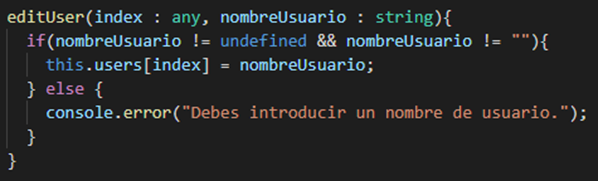 editUser(index : any, nombreUsuario : string){
if(nombreUsuario != undefined && nombreUsuario != ""){
this.users[index] = nombreUsuario;
} else {
console.error("Debes introducir un nombre de usuario.");
}
}